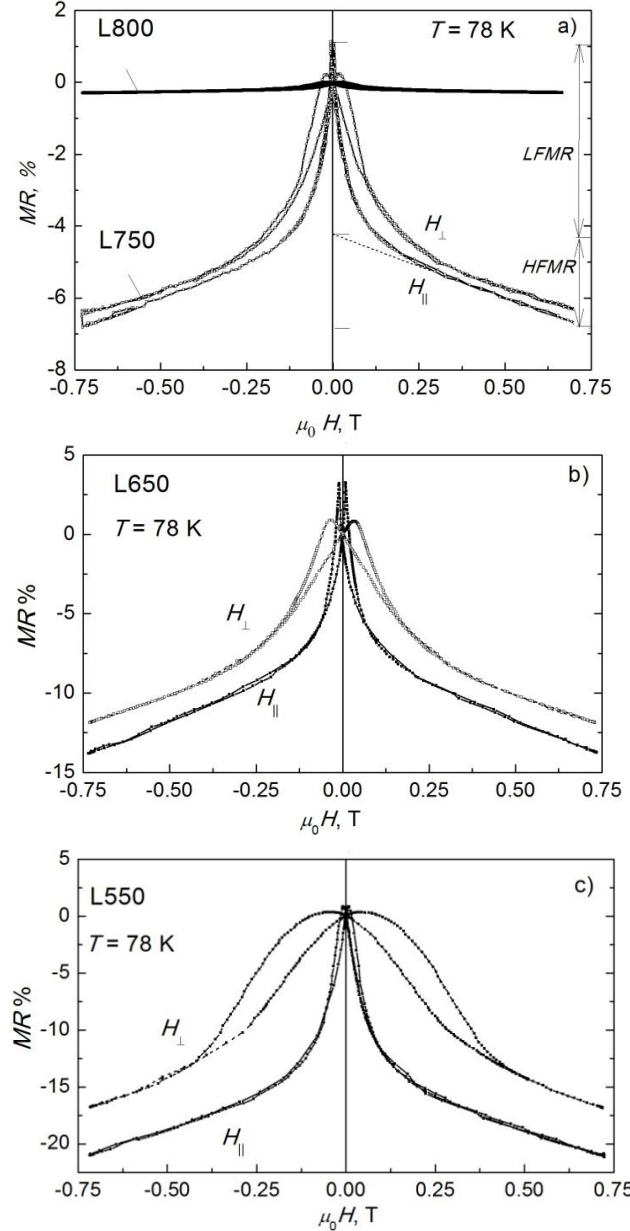 L800
T = 78 K
a)
LFMR
L750
H⊥
HFMR
H||
MR, %
2
0
-2
-4
-6
-8
-0.75 -0.50 -0.25 0.00 0.25 0.50 0.75
μ0 H, T
L650
b)
T = 78 K
H⊥
H||
MR %
5
0
-5
-10
-15
-0.75 -0.50 -0.25 0.00 0.25 0.50 0.75
μ0H, T
L550
c)
T = 78 K
H⊥
H||
MR %
5
0
-5
-10
-15
-20
-0.75 -0.50 -0.25 0.00 0.25 0.50 0.75
μ0H, T